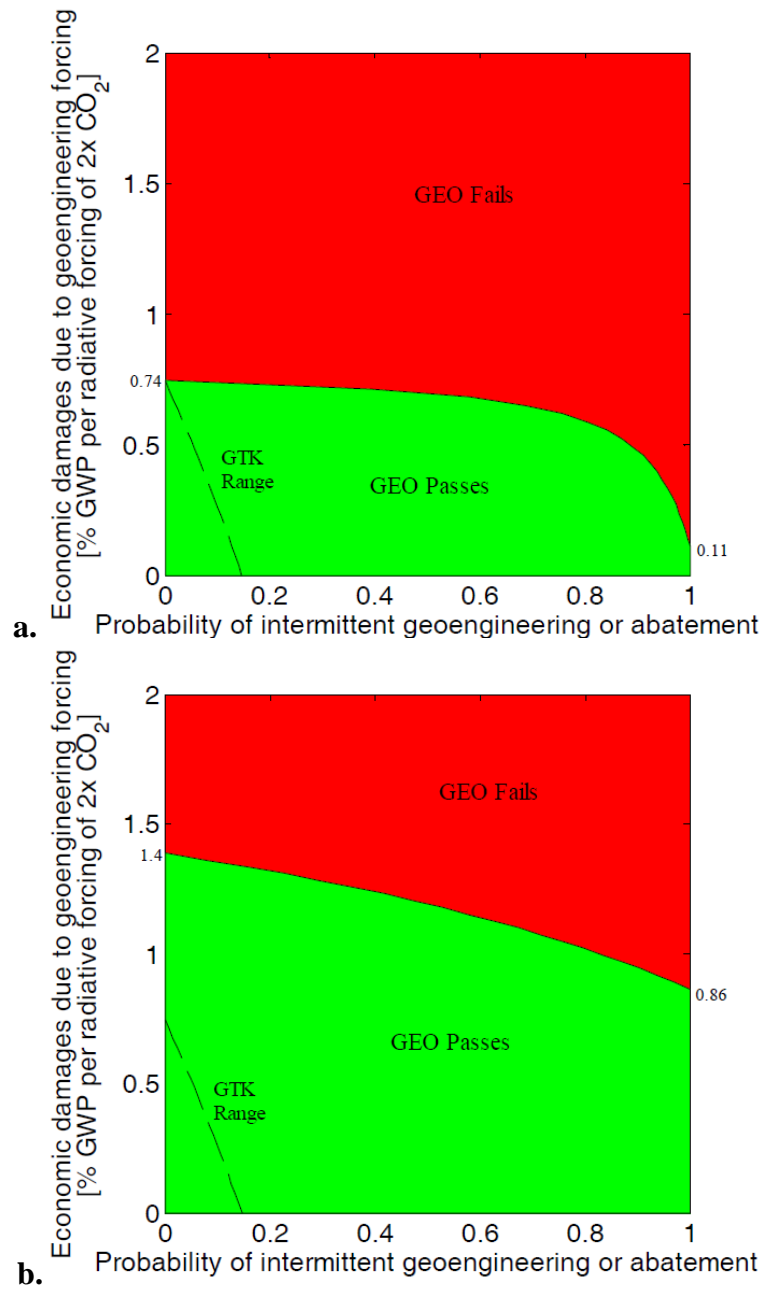 Economic damages due to geoengineering forcing
[% GWP per radiative forcing of 2x CO2]
2
1.5
1
0.74
0.5
0
GEO Fails
GTK
Range
GEO Passes
0.11
0 0.2 0.4 0.6 0.8 1
a. Probability of intermittent geoengineering or abatement
Economic damages due to geoengineering forcing
[% GWP per radiative forcing of 2x CO2]
2
1.5
1.4
1
0.5
0
GEO Fails
0.86
GEO Passes
GTK
Range
0 0.2 0.4 0.6 0.8 1
Probability of intermittent geoengineering or abatement
b.